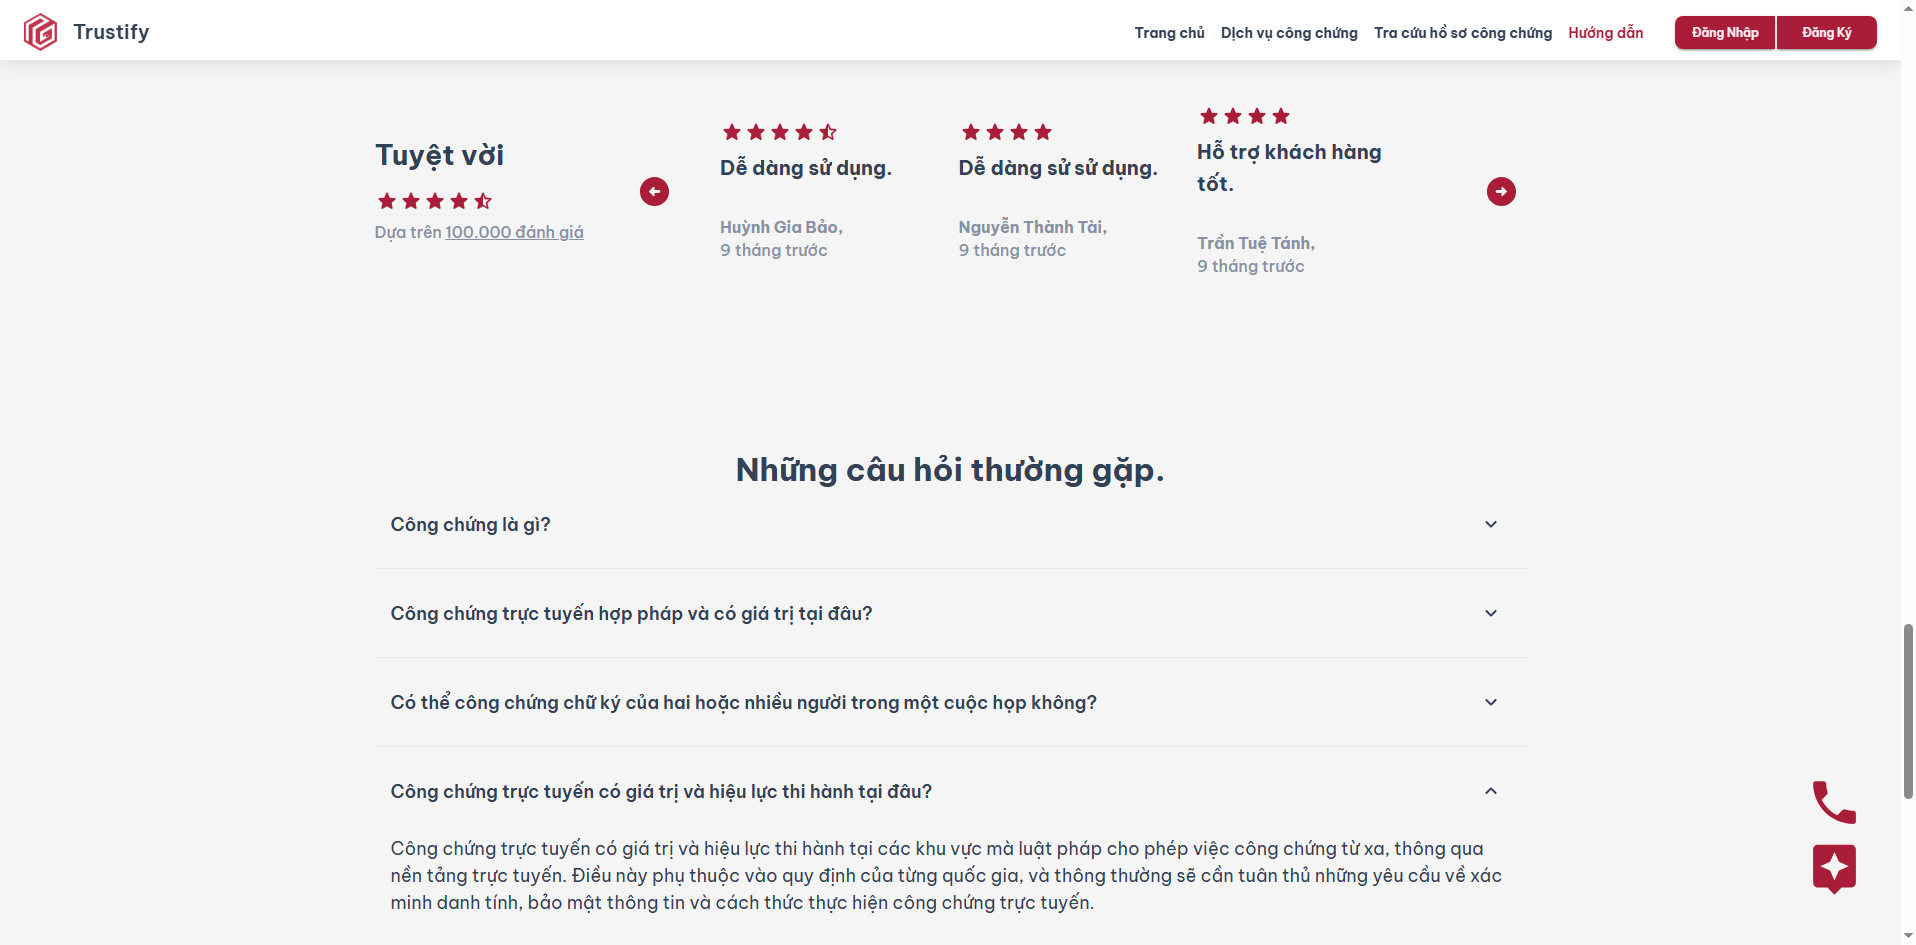 Trustify
Trang chủ
Dịch vụ công chứng
Tra cứu hồ sơ công chứng
Hướng dẫn
Đăng Nhập
Đăng Ký
Tuyệt vời
Dựa trên 100.000 đánh giá
Dễ dàng sử dụng.
Huỳnh Gia Bảo,
9 tháng trước
Dễ dàng sử sử dụng.
Nguyễn Thành Tài,
9 tháng trước
Hỗ trợ khách hàng
tốt.
Trần Tuệ Tánh,
9 tháng trước
Những câu hỏi thường gặp.
Công chứng là gì?
Công chứng trực tuyến hợp pháp và có giá trị tại đâu?
Có thể công chứng chữ ký của hai hoặc nhiều người trong một cuộc họp không?
Công chứng trực tuyến có giá trị và hiệu lực thi hành tại đâu?
Công chứng trực tuyến có giá trị và hiệu lực thi hành tại các khu vực mà luật pháp cho phép việc công chứng từ xa, thông qua
nền tảng trực tuyến. Điều này phụ thuộc vào quy định của từng quốc gia, và thông thường sẽ cần tuân thủ những yêu cầu về xác
minh danh tính, bảo mật thông tin và cách thức thực hiện công chứng trực tuyến.